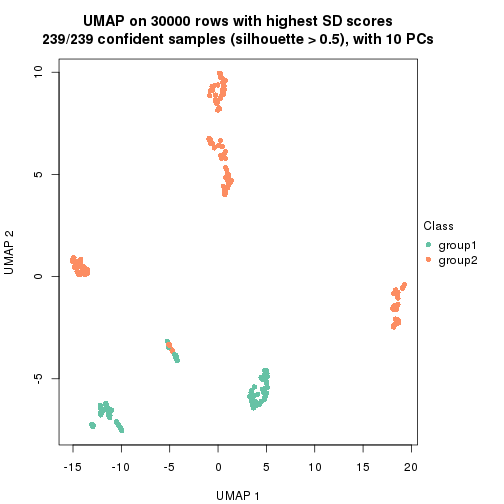 UMAP on 30000 rows with highest SD scores
239/239 confident samples (silhouette > 0.5), with 10 PCs
10
5
0
-5
UMAP 2
-15
-10
-5
0
5
10
15
20
UMAP 1
Class
group1
group2